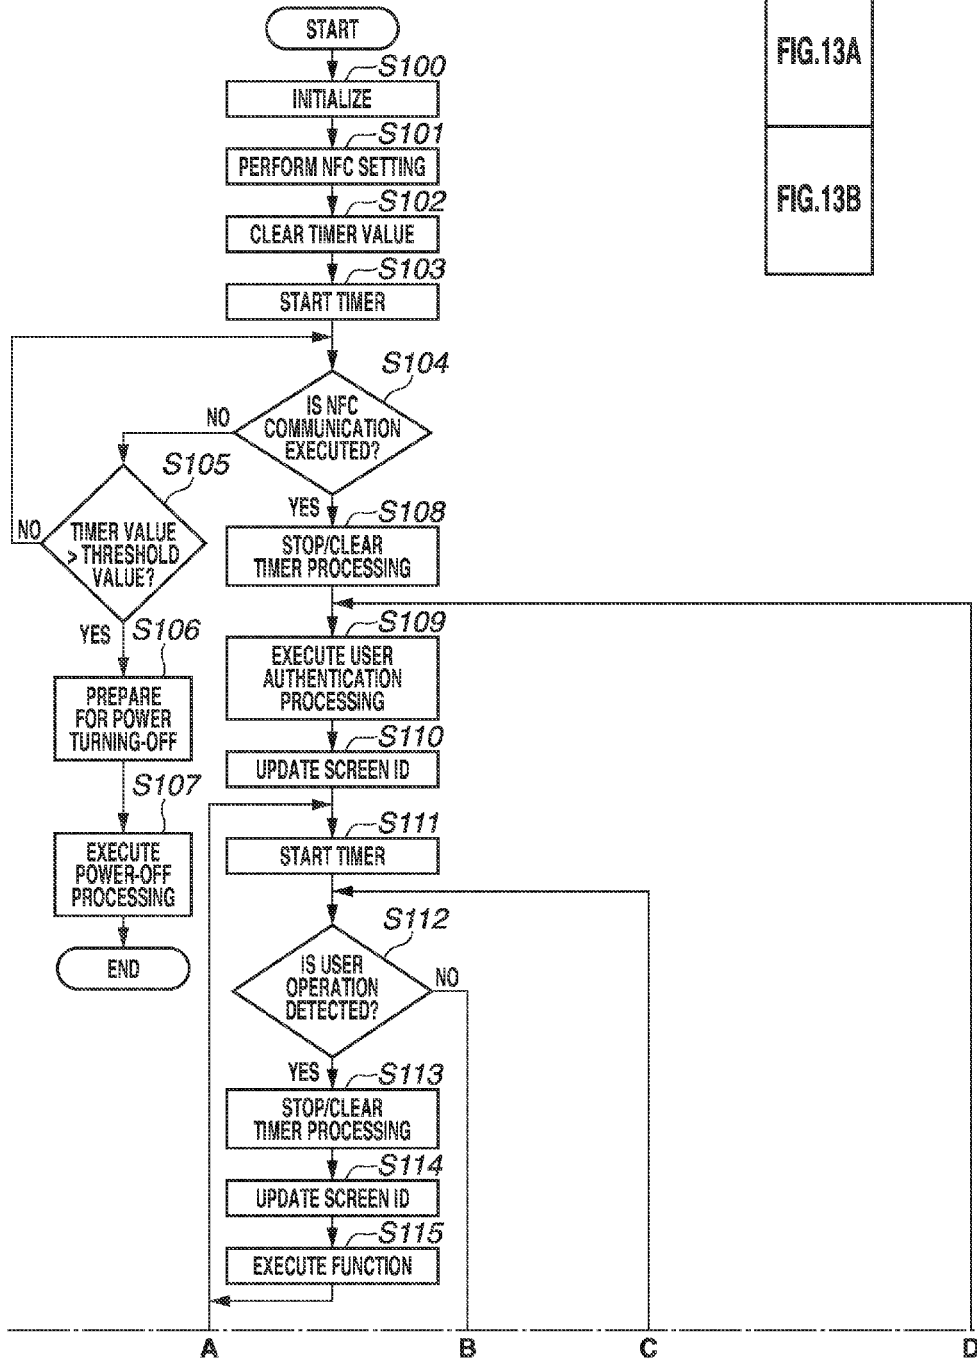 START
S100
INITIALIZE
S101
PERFORM NFC SETTING
S102
CLEAR TIMER VALUE
S103
START TIMER
S104
IS NFC
COMMUNICATION
EXECUTED?
NO
YES
S105
TIMER VALUE
> THRESHOLD
VALUE?
NO
YES
S106
PREPARE
FOR POWER
TURNING-OFF
S107
EXECUTE
POWER-OFF
PROCESSING
END
S108
STOP/CLEAR
TIMER PROCESSING
S109
EXECUTE USER
AUTHENTICATION
PROCESSING
S110
UPDATE SCREEN ID
S111
START TIMER
S112
IS USER
OPERATION
DETECTED?
NO
YES
S113
STOP/CLEAR
TIMER PROCESSING
S114
UPDATE SCREEN ID
S115
EXECUTE FUNCTION
A
B
C
D
FIG.13A
FIG.13B